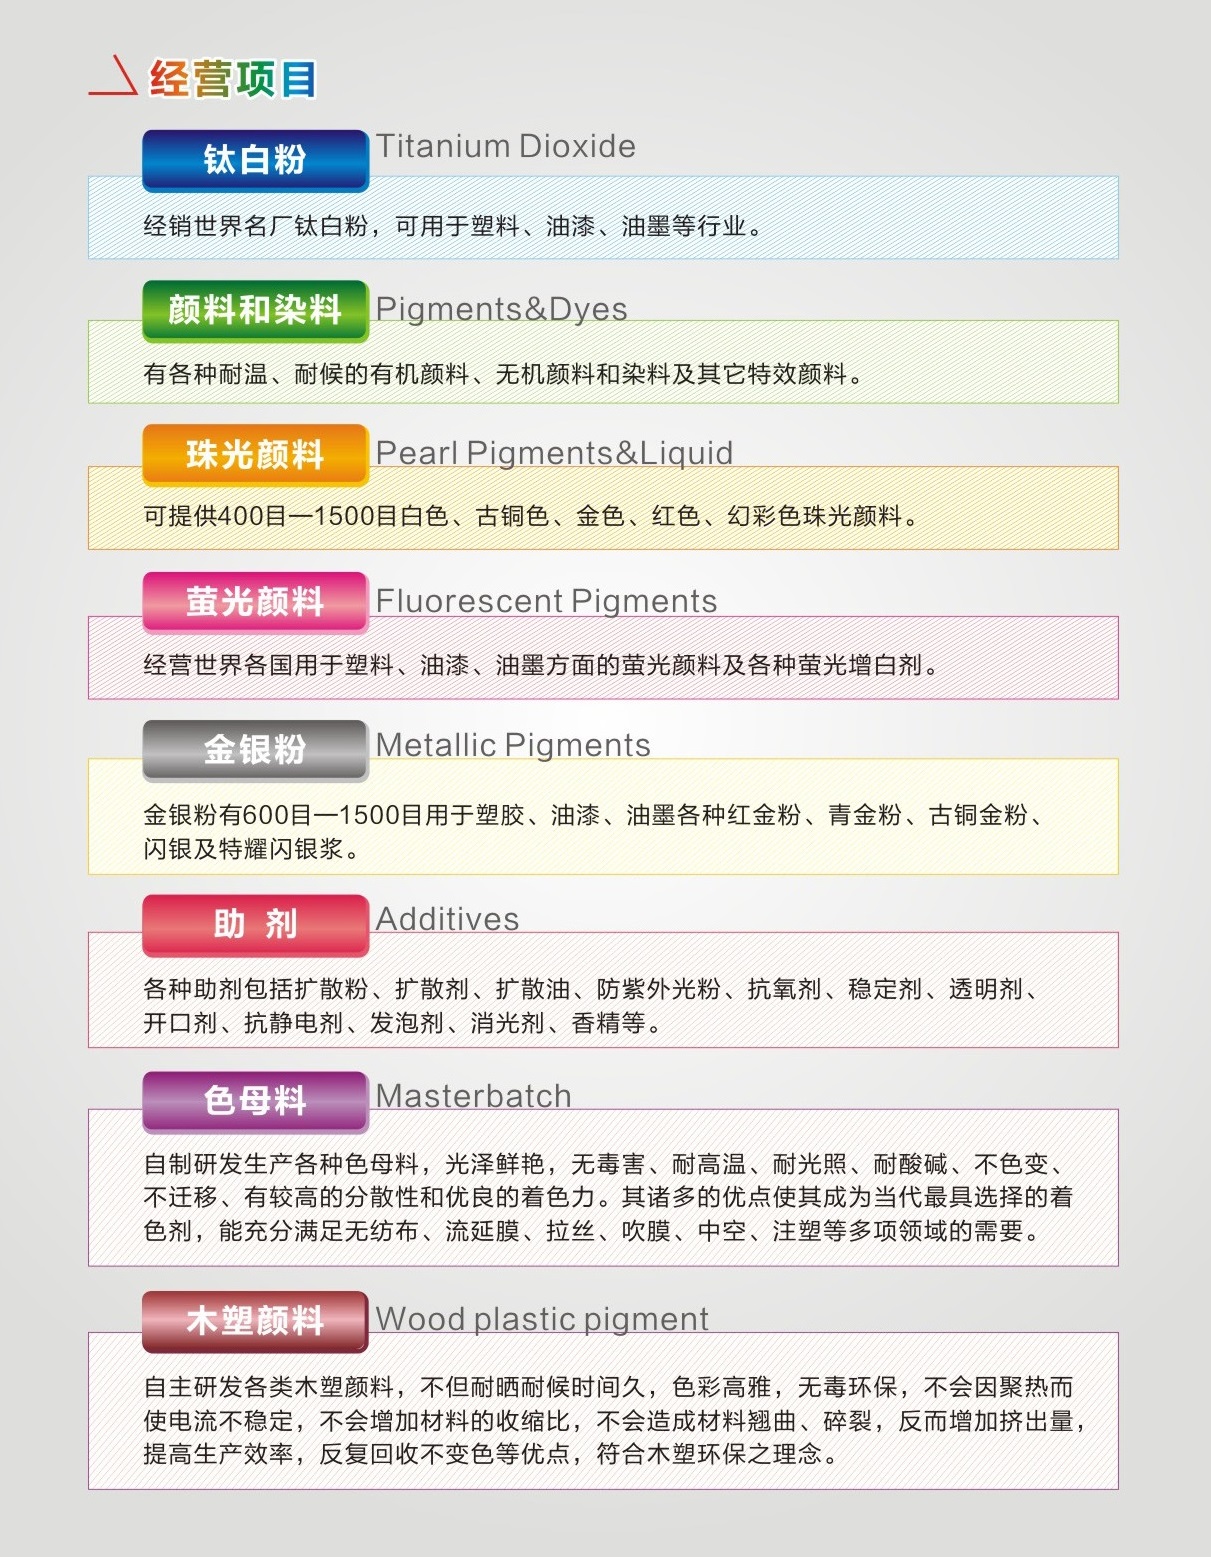 经营项目
钛白粉 Titanium Dioxide
经销世界名厂钛白粉，可用于塑料、油漆、油墨等行业。
颜料和染料 Pigments&Dyes
有各种耐温、耐候的有机颜料、无机颜料和染料及其它特效颜料。
珠光颜料 Pearl Pigments&Liquid
可提供400目—1500目白色、古铜色、金色、红色、幻彩色珠光颜料。
萤光颜料 Fluorescent Pigments
经营世界各国用于塑料、油漆、油墨方面的萤光颜料及各种萤光增白剂。
金银粉 Metallic Pigments
金银粉有600目—1500目用于塑胶、油漆、油墨各种红金粉、青金粉、古铜金粉、
闪银及特耀闪银浆。
助 剂 Additives
各种助剂包括扩散粉、扩散剂、扩散油、防紫外光粉、抗氧剂、稳定剂、透明剂、
开口剂、抗静电剂、发泡剂、消光剂、香精等。
色母料 Masterbatch
自制研发生产各种色母料，光泽鲜艳，无毒害、耐高温、耐光照、耐酸碱、不色变、
不迁移、有较高的分散性和优良的着色力。其诸多的优点使其成为当代最具选择的着
色剂，能充分满足无纺布、流延膜、拉丝、吹膜、中空、注塑等多项领域的需要。
木塑颜料 Wood plastic pigment
自主研发各类木塑颜料，不但耐晒耐候时间久，色彩高雅，无毒环保，不会因聚热而
使电流不稳定，不会增加材料的收缩比，不会造成材料翘曲、碎裂，反而增加挤出量，
提高生产效率，反复回收不变色等优点，符合木塑环保之理念。